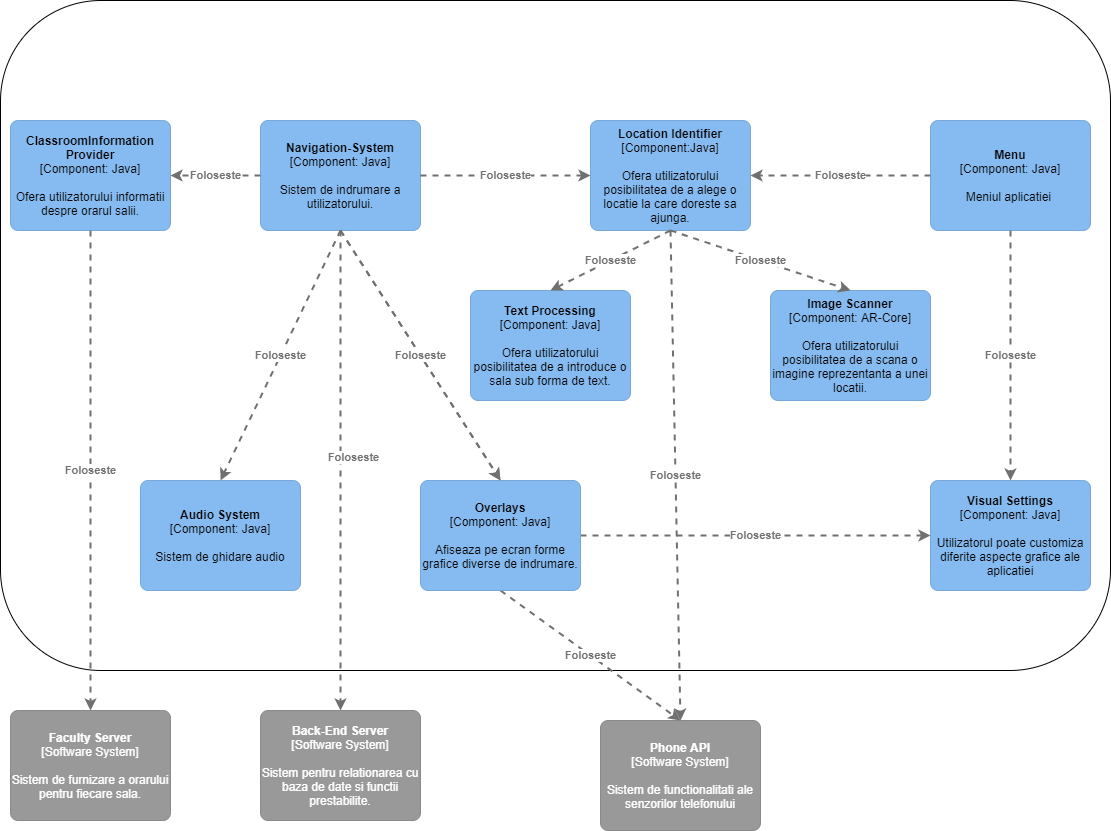 ClassroomInformation
Provider
[Component: Java]
Ofera utilizatorului informatii
despre orarul salii.
Foloseste
Navigation-System
[Component: Java]
Sistem de indrumare a
utilizatorului.
Foloseste
Location Identifier
[Component:Java]
Ofera utilizatorului
posibilitatea de a alege o
locatie la care doreste sa
ajunga.
Foloseste
Menu
[Component: Java]
Meniul aplicatiei
Foloseste
Foloseste
Text Processing
[Component: Java]
Ofera utilizatorului
posibilitatea de a introduce o
sala sub forma de text.
Image Scanner
[Component: AR-Core]
Ofera utilizatorului
posibilitatea de a scana o
imagine reprezentanta a unei
locatii.
Foloseste
Foloseste
Foloseste
Foloseste
Foloseste
Foloseste
Audio System
[Component: Java]
Sistem de ghidare audio
Overlays
[Component: Java]
Afiseaza pe ecran forme
grafice diverse de indrumare.
Foloseste
Visual Settings
[Component: Java]
Utilizatorul poate customiza
diferite aspecte grafice ale
aplicatiei
Foloseste
Faculty Server
[Software System]
Sistem de furnizare a orarului
pentru fiecare sala.
Back-End Server
[Software System]
Sistem pentru relationarea cu
baza de date si functii
prestabilite.
Phone API
[Software System]
Sistem de functionalitati ale
senzorilor telefonului